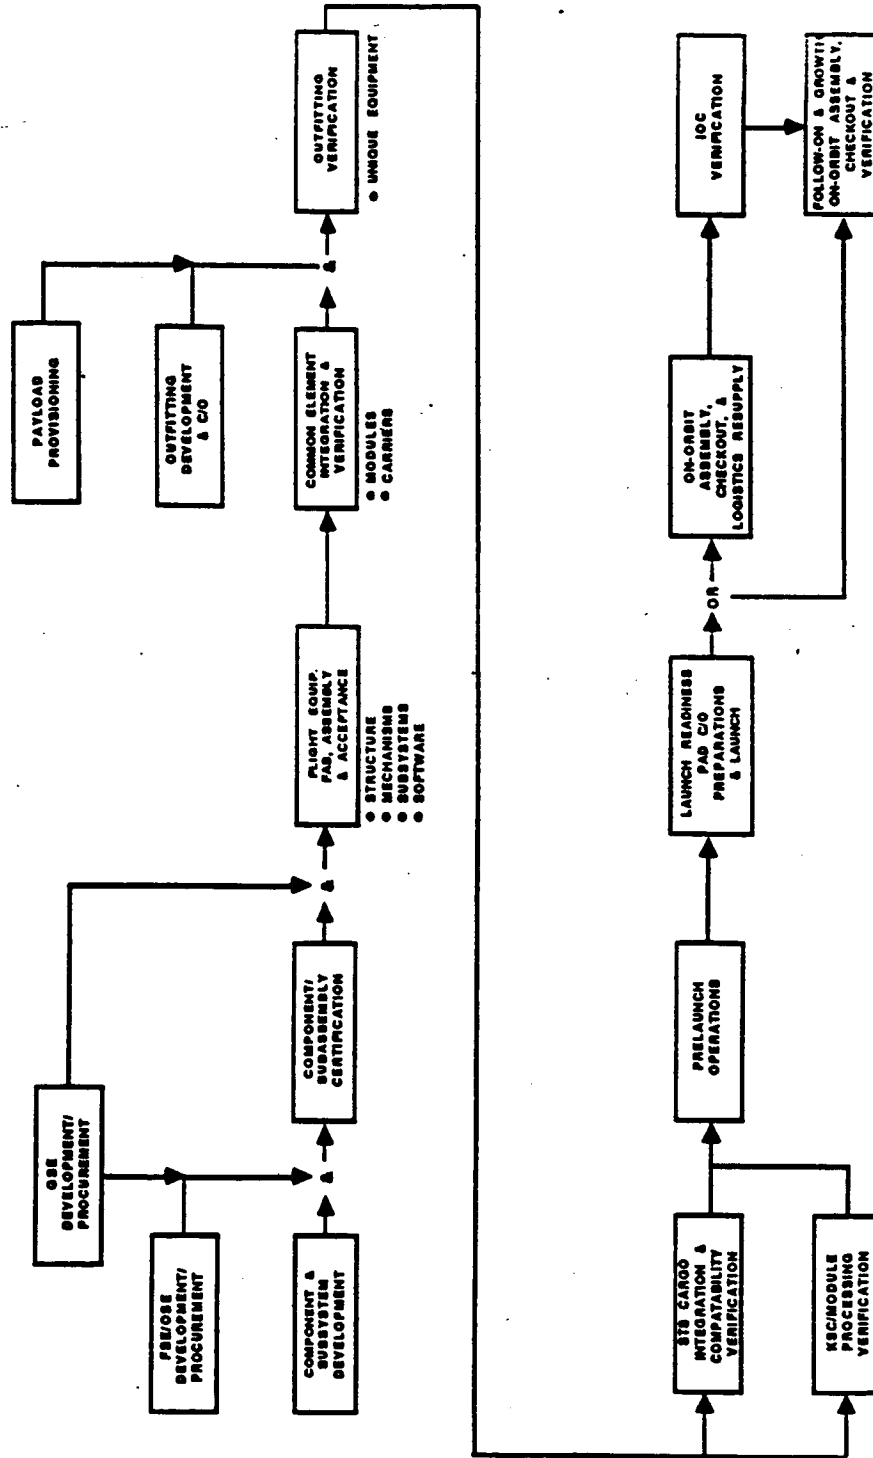 GSE
DEVELOPMENT/
PROCUREMENT
PAYLOAD
PROVISIONING
FSE/OSE
DEVELOPMENT/
PROCUREMENT
OUTFITTING
DEVELOPMENT
& C/O
COMPONENT &
SUBSYSTEM
DEVELOPMENT
&
COMPONENT/
SUBASSEMBLY
CERTIFICATION
&
FLIGHT EQUIP.
FAB, ASSEMBLY
& ACCEPTANCE
● STRUCTURE
● MECHANISMS
● SUBSYSTEMS
● SOFTWARE
COMMON ELEMENT
INTEGRATION &
VERIFICATION
● MODULES
● CARRIERS
&
OUTFITTING
VERIFICATION
● UNIQUE EQUIPMENT
STS CARGO
INTEGRATION &
COMPATABILITY
VERIFICATION
KSC/MODULE
PROCESSING
VERIFICATION
PRELAUNCH
OPERATIONS
LAUNCH READINESS
PAD C/O
PREPARATIONS
& LAUNCH
OR
ON-ORBIT
ASSEMBLY,
CHECKOUT, &
LOGISTICS RESUPPLY
IOC
VERIFICATION
FOLLOW-ON & GROWTH
ON-ORBIT ASSEMBLY,
CHECKOUT &
VERIFICATION